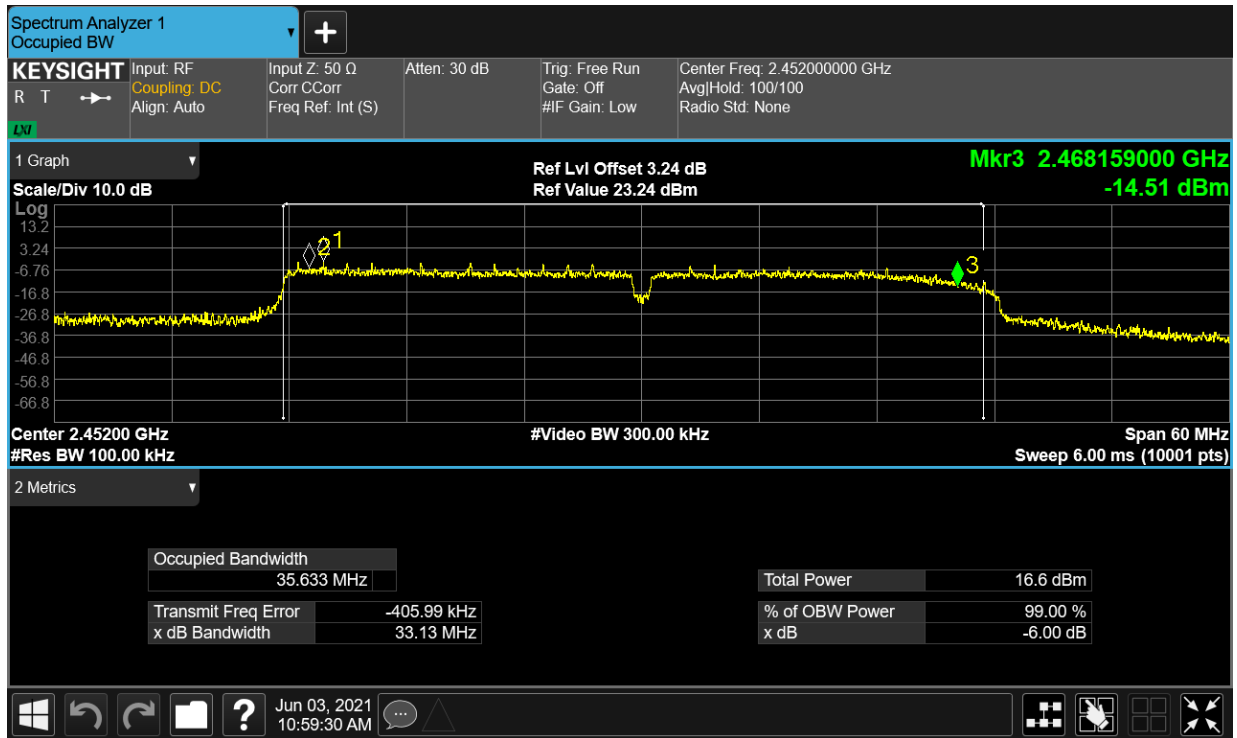 Spectrum Analyzer 1
Occupied BW
KEYSIGHT
R T
LXI
Input: RF
Coupling: DC
Align: Auto
Input Z: 50 Ω
Corr CCorr
Freq Ref: Int (S)
Atten: 30 dB
Trig: Free Run
Gate: Off
#IF Gain: Low
Center Freq: 2.452000000 GHz
Avg|Hold: 100/100
Radio Std: None
1 Graph
Scale/Div 10.0 dB
Ref Lvl Offset 3.24 dB
Ref Value 23.24 dBm
Mkr3 2.468159000 GHz
-14.51 dBm
Log
13.2
3.24
-6.76
-16.8
-26.8
-36.8
-46.8
-56.8
-66.8
2
1
3
Center 2.45200 GHz
#Video BW 300.00 kHz
Span 60 MHz
#Res BW 100.00 kHz
Sweep 6.00 ms (10001 pts)
2 Metrics
Occupied Bandwidth
35.633 MHz
Transmit Freq Error -405.99 kHz
x dB Bandwidth 33.13 MHz
Total Power 16.6 dBm
% of OBW Power 99.00 %
x dB -6.00 dB
?
Jun 03, 2021
10:59:30 AM